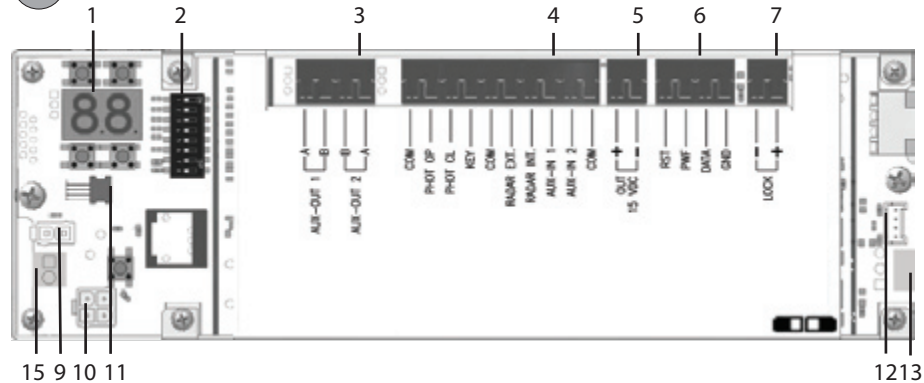 1 2 3 4 5 6 7
88
COM
PHOT OP
PHOT CL
KEY
COM
RADAR EXT.
RADAR INT.
AUX-IN 1
AUX-IN 2
COM
A
B
B
A
AUX-OUT 1
AUX-OUT 2
+
-
OUT
15 VDC
RST
PWF
DATA
GND
-
+
LOCK
15 9 10 11 12 13